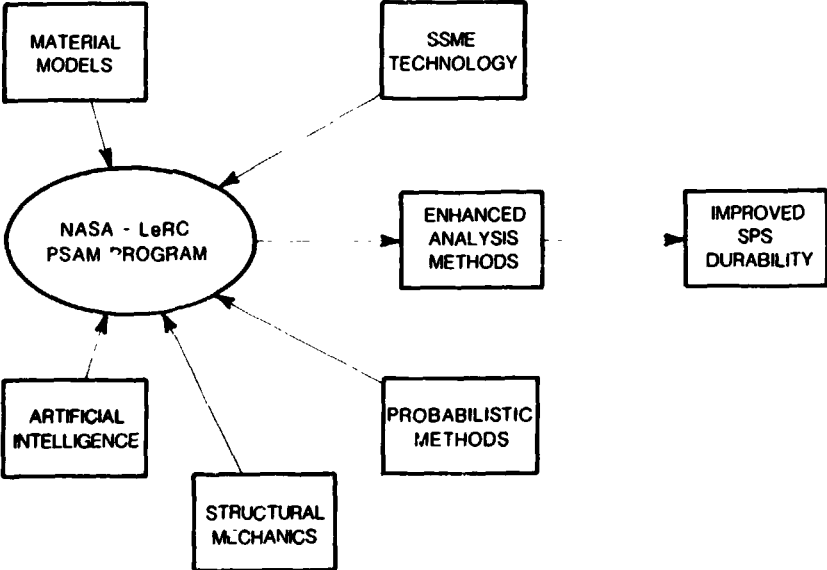 MATERIAL
MODELS
SSME
TECHNOLOGY
NASA - LeRC
PSAM PROGRAM
ENHANCED
ANALYSIS
METHODS
IMPROVED
SPS
DURABILITY
ARTIFICIAL
INTELLIGENCE
PROBABILISTIC
METHODS
STRUCTURAL
MECHANICS